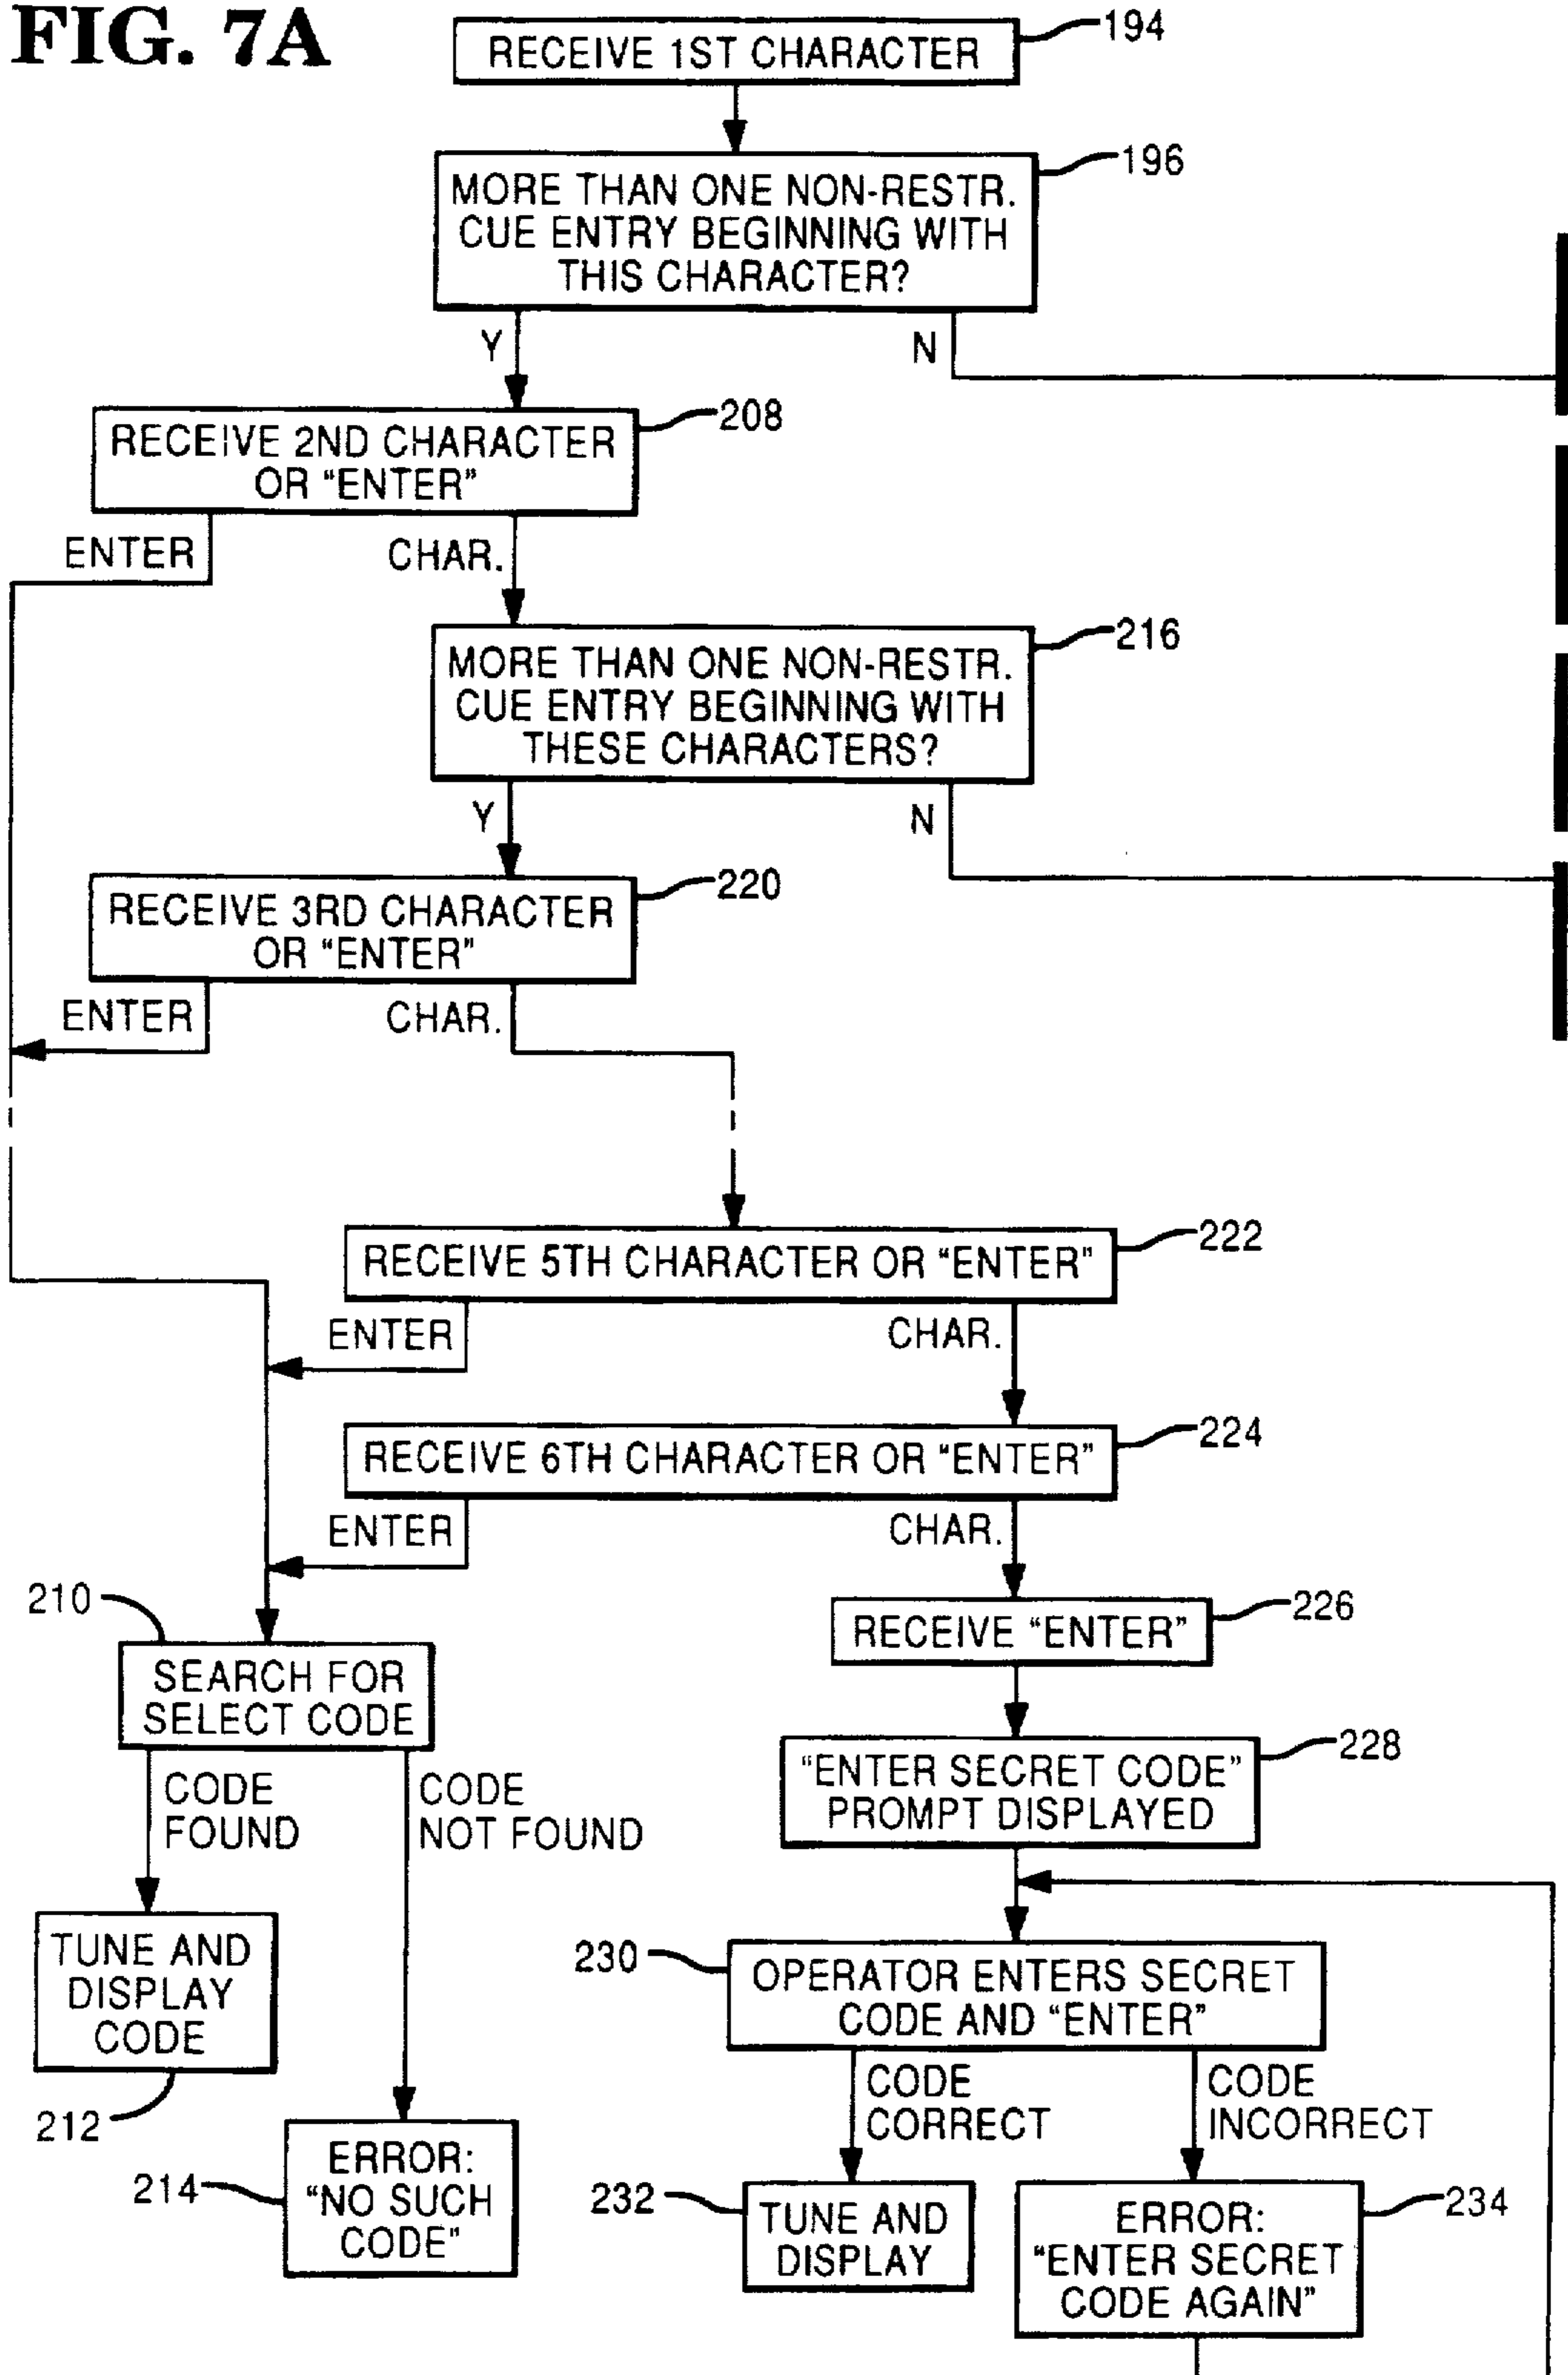 FIG. 7A
RECEIVE 1ST CHARACTER
194
MORE THAN ONE NON-RESTR.
CUE ENTRY BEGINNING WITH
THIS CHARACTER?
196
Y
N
RECEIVE 2ND CHARACTER
OR "ENTER"
208
ENTER
CHAR.
MORE THAN ONE NON-RESTR.
CUE ENTRY BEGINNING WITH
THESE CHARACTERS?
216
Y
N
RECEIVE 3RD CHARACTER
OR "ENTER"
220
ENTER
CHAR.
RECEIVE 5TH CHARACTER OR "ENTER"
222
ENTER
CHAR.
RECEIVE 6TH CHARACTER OR "ENTER"
224
ENTER
CHAR.
210
SEARCH FOR
SELECT CODE
RECEIVE "ENTER"
226
CODE
FOUND
CODE
NOT FOUND
"ENTER SECRET CODE"
PROMPT DISPLAYED
228
TUNE AND
DISPLAY
CODE
212
230
OPERATOR ENTERS SECRET
CODE AND "ENTER"
CODE
CORRECT
CODE
INCORRECT
214
ERROR:
"NO SUCH
CODE"
232
TUNE AND
DISPLAY
ERROR:
"ENTER SECRET
CODE AGAIN"
234